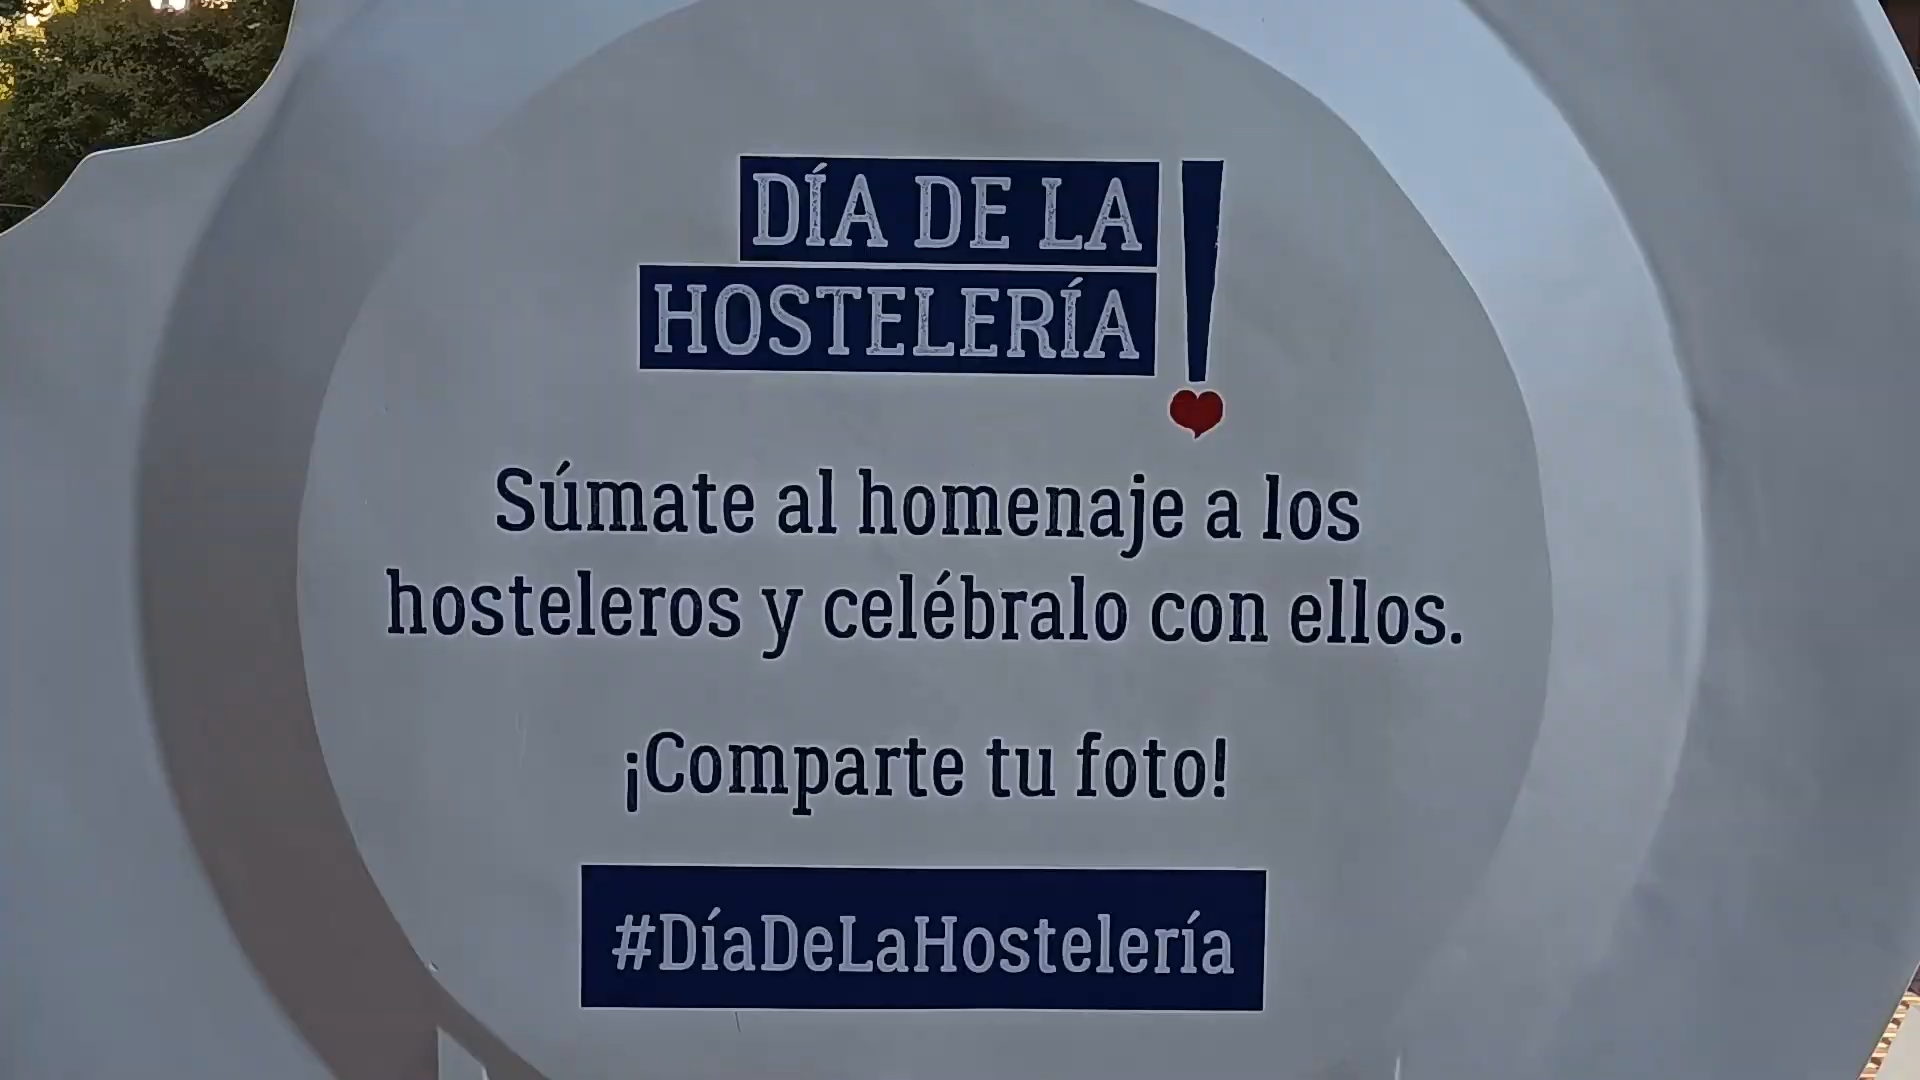 DÍA DE LA
HOSTELERÍA!
Súmate al homenaje a los
hosteleros y celébralo con ellos.
¡Comparte tu foto!
#DíaDeLaHostelería